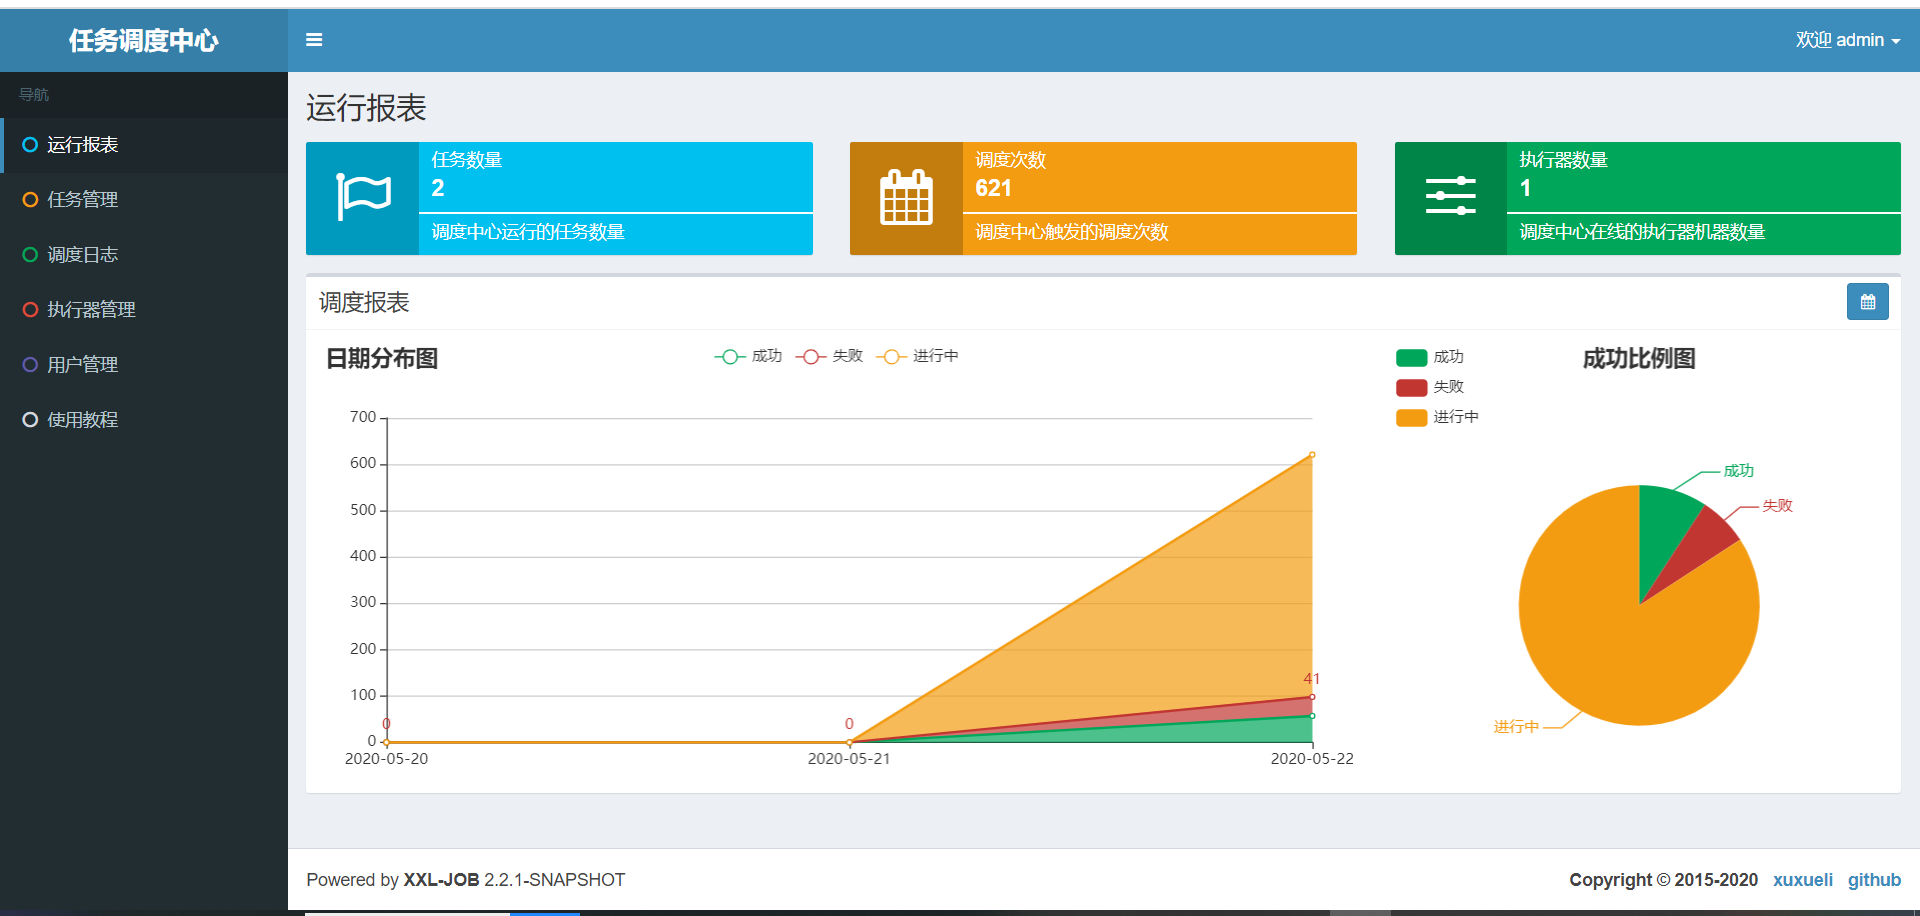 任务调度中心
欢迎 admin
导航
运行报表
任务管理
调度日志
执行器管理
用户管理
使用教程
运行报表
任务数量
2
调度中心运行的任务数量
调度次数
621
调度中心触发的调度次数
执行器数量
1
调度中心在线的执行器机器数量
调度报表
日期分布图
成功 失败 进行中
700
600
500
400
300
200
100
0
0 0 41
2020-05-20 2020-05-21 2020-05-22
成功比例图
成功
失败
进行中
成功
失败
进行中
Powered by XXL-JOB 2.2.1-SNAPSHOT
Copyright © 2015-2020 xuxueli github